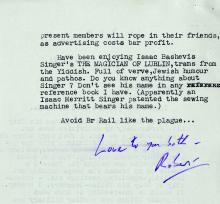 present members will rope in their friends,
as advertising costs bar profit.
Have been enjoying Isaac Bashevis
Singer's THE MAGICIAN OF LUBLIN, trans from
the Yiddish. Full of verve,Jewish humour
and pathos. Do you know anything about
Singer ? Don't see his name in any
reference book I have. (Apparently an
Isaac Merritt Singer patented the sewing
machine that bears his name.)
Avoid Br Rail like the plague...
Love to you both -
Robert